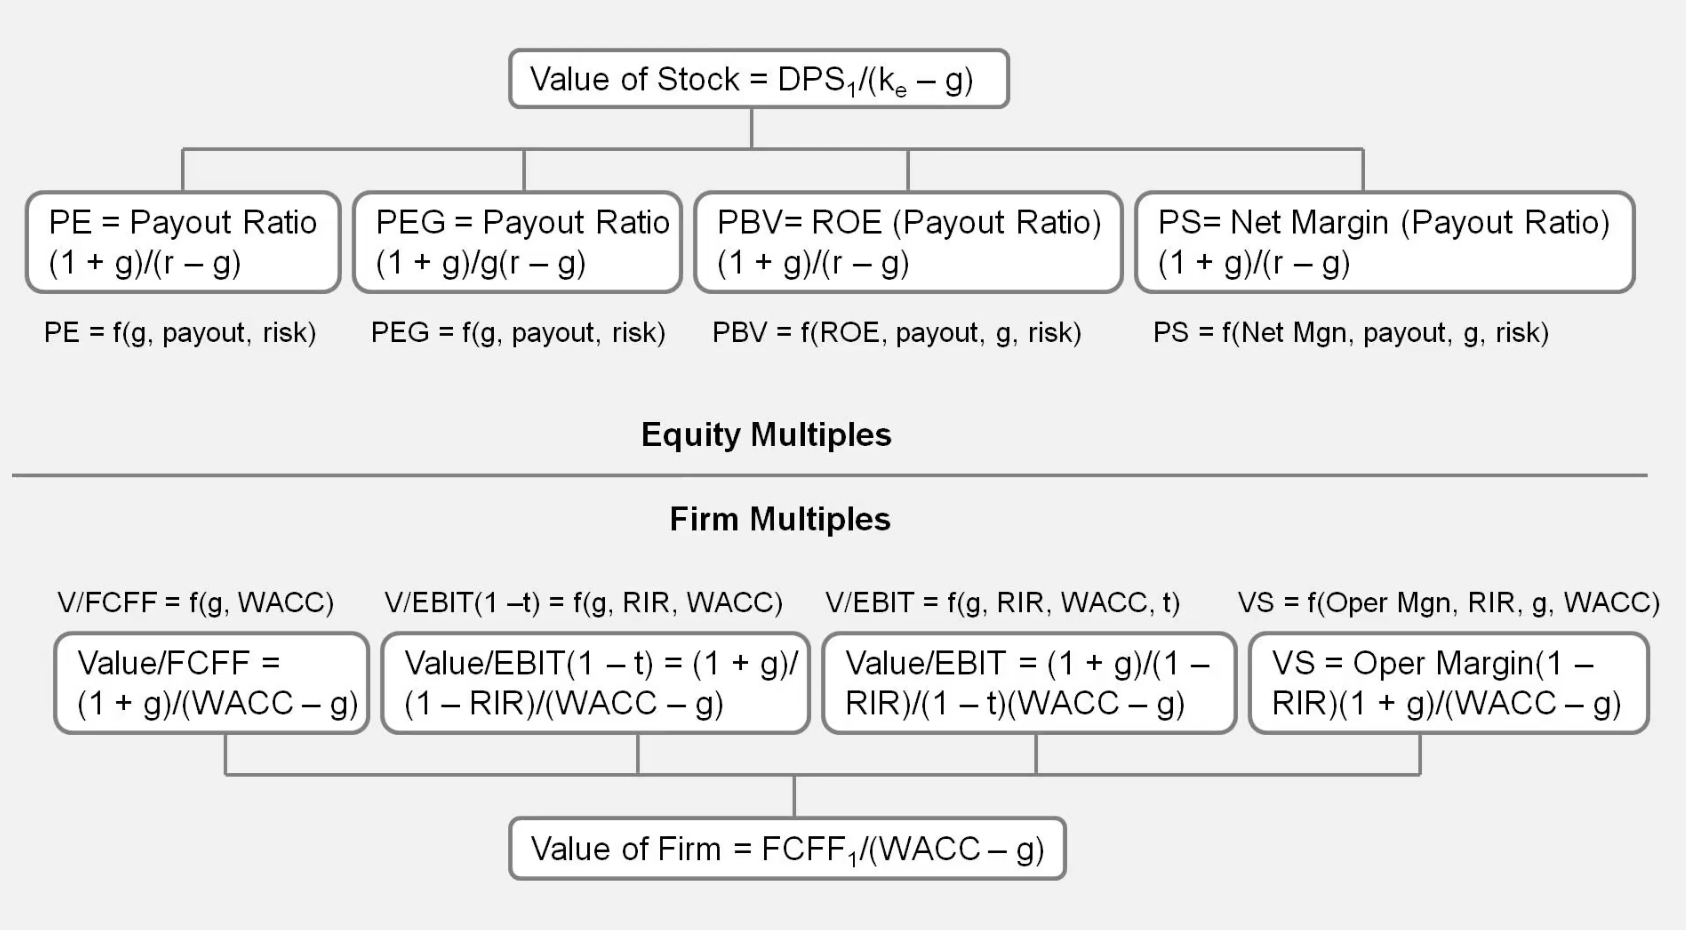 Value of Stock = DPS₁/(kₑ – g)
PE = Payout Ratio
(1 + g)/(r – g)
PEG = Payout Ratio
(1 + g)/g(r – g)
PBV= ROE (Payout Ratio)
(1 + g)/(r – g)
PS= Net Margin (Payout Ratio)
(1 + g)/(r – g)
PE = f(g, payout, risk)
PEG = f(g, payout, risk)
PBV = f(ROE, payout, g, risk)
PS = f(Net Mgn, payout, g, risk)
Equity Multiples
Firm Multiples
V/FCFF = f(g, WACC)
V/EBIT(1 –t) = f(g, RIR, WACC)
V/EBIT = f(g, RIR, WACC, t)
VS = f(Oper Mgn, RIR, g, WACC)
Value/FCFF =
(1 + g)/(WACC – g)
Value/EBIT(1 – t) = (1 + g)/
(1 – RIR)/(WACC – g)
Value/EBIT = (1 + g)/(1 –
RIR)/(1 – t)(WACC – g)
VS = Oper Margin(1 –
RIR)(1 + g)/(WACC – g)
Value of Firm = FCFF₁/(WACC – g)